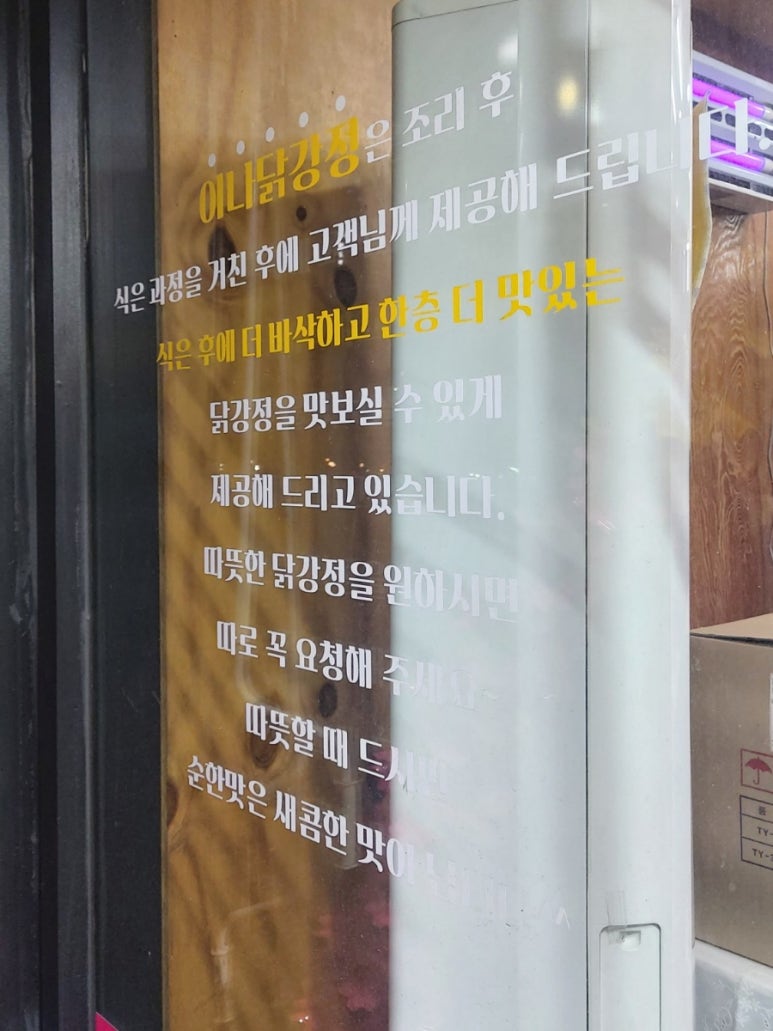 이나닭강정은 조리 후
식은 과정을 거친 후에 고객님께 제공해 드립니다.
식은 후에 더 바삭하고 한층 더 맛있는
닭강정을 맛보실 수 있게
제공해 드리고 있습니다.
따뜻한 닭강정을 원하시면
따로 꼭 요청해 주세요~
따뜻할 때 드시면
순한맛은 새콤한 맛이
TY-
TY-